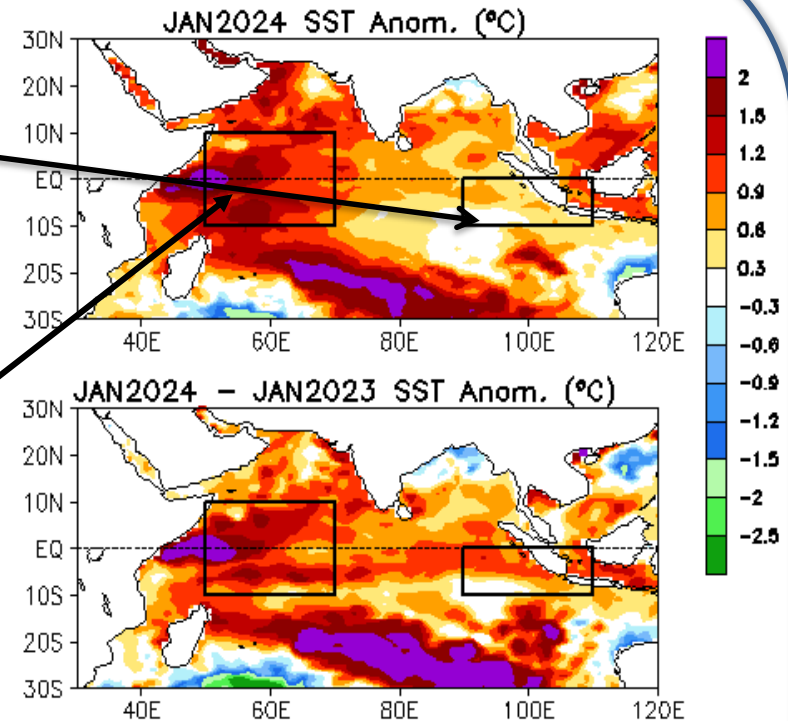 JAN2024 SST Anom. (ºC)
30N
20N
10N
EQ
10S
20S
30S
40E 60E 80E 100E 120E
JAN2024 – JAN2023 SST Anom. (ºC)
30N
20N
10N
EQ
10S
20S
30S
40E 60E 80E 100E 120E
2
1.5
1.2
0.9
0.6
0.3
-0.3
-0.6
-0.9
-1.2
-1.5
-2
-2.5